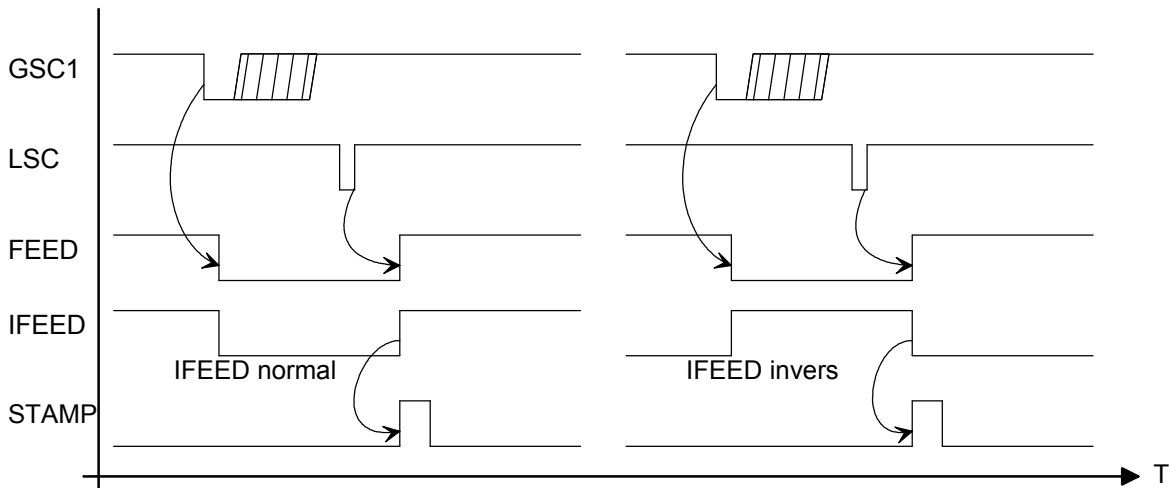 GSC1
LSC
FEED
IFEED
IFEED normal
IFEED invers
STAMP
T